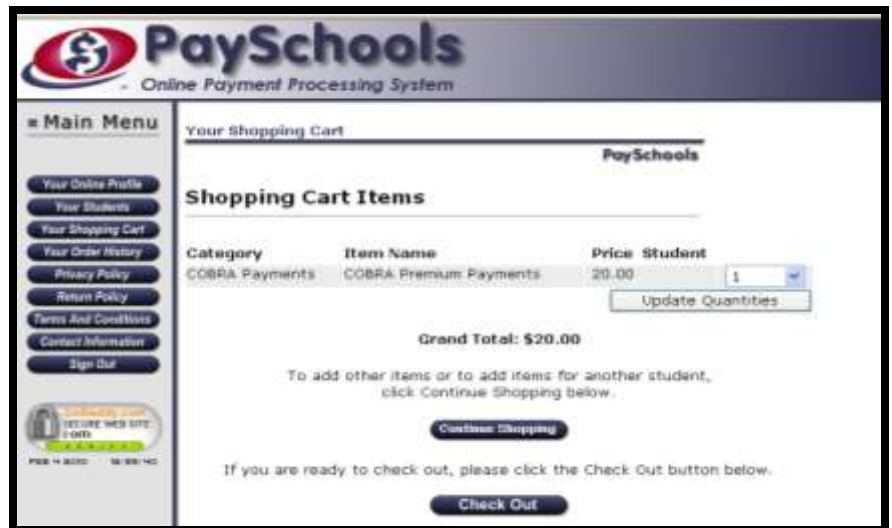 PaySchools
Online Payment Processing System
Main Menu
Your Online Profile
Your Students
Your Shopping Cart
Your Order History
Privacy Policy
Return Policy
Terms And Conditions
Contact Information
Sign Out
SECURE WEB SITE
Your Shopping Cart
PaySchools
Shopping Cart Items
Category Item Name Price Student
COBRA Payments COBRA Premium Payments 20.00 1
Update Quantities
Grand Total: $20.00
To add other items or to add items for another student,
click Continue Shopping below.
Continue Shopping
If you are ready to check out, please click the Check Out button below.
Check Out